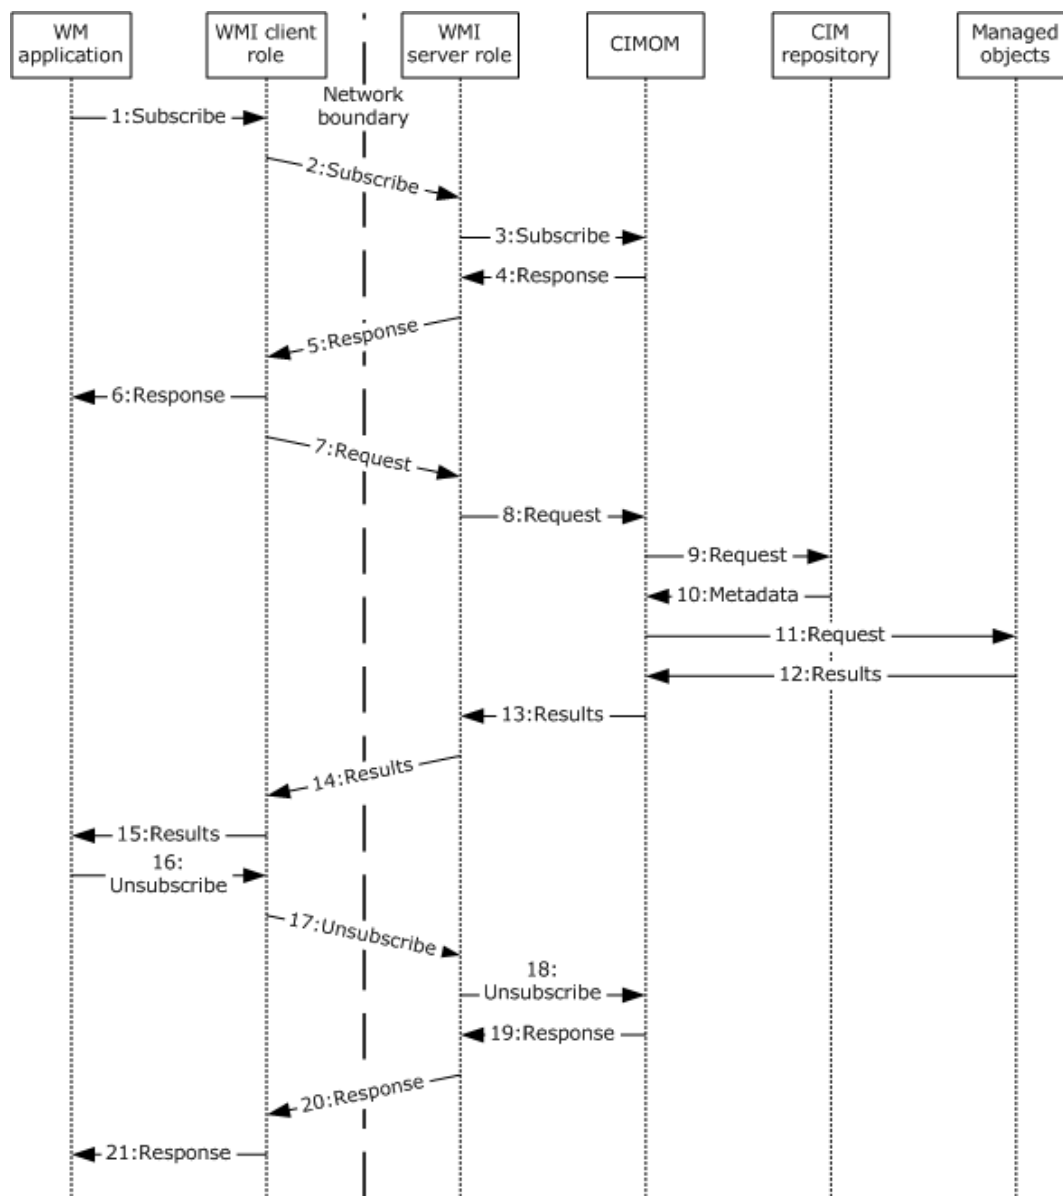 WM
application
WMI client
role
WMI
server role
CIMOM
CIM
repository
Managed
objects
Network
boundary
1:Subscribe
2:Subscribe
3:Subscribe
4:Response
5:Response
6:Response
7:Request
8:Request
9:Request
10:Metadata
11:Request
12:Results
13:Results
14:Results
15:Results
16:
Unsubscribe
17:Unsubscribe
18:
Unsubscribe
19:Response
20:Response
21:Response